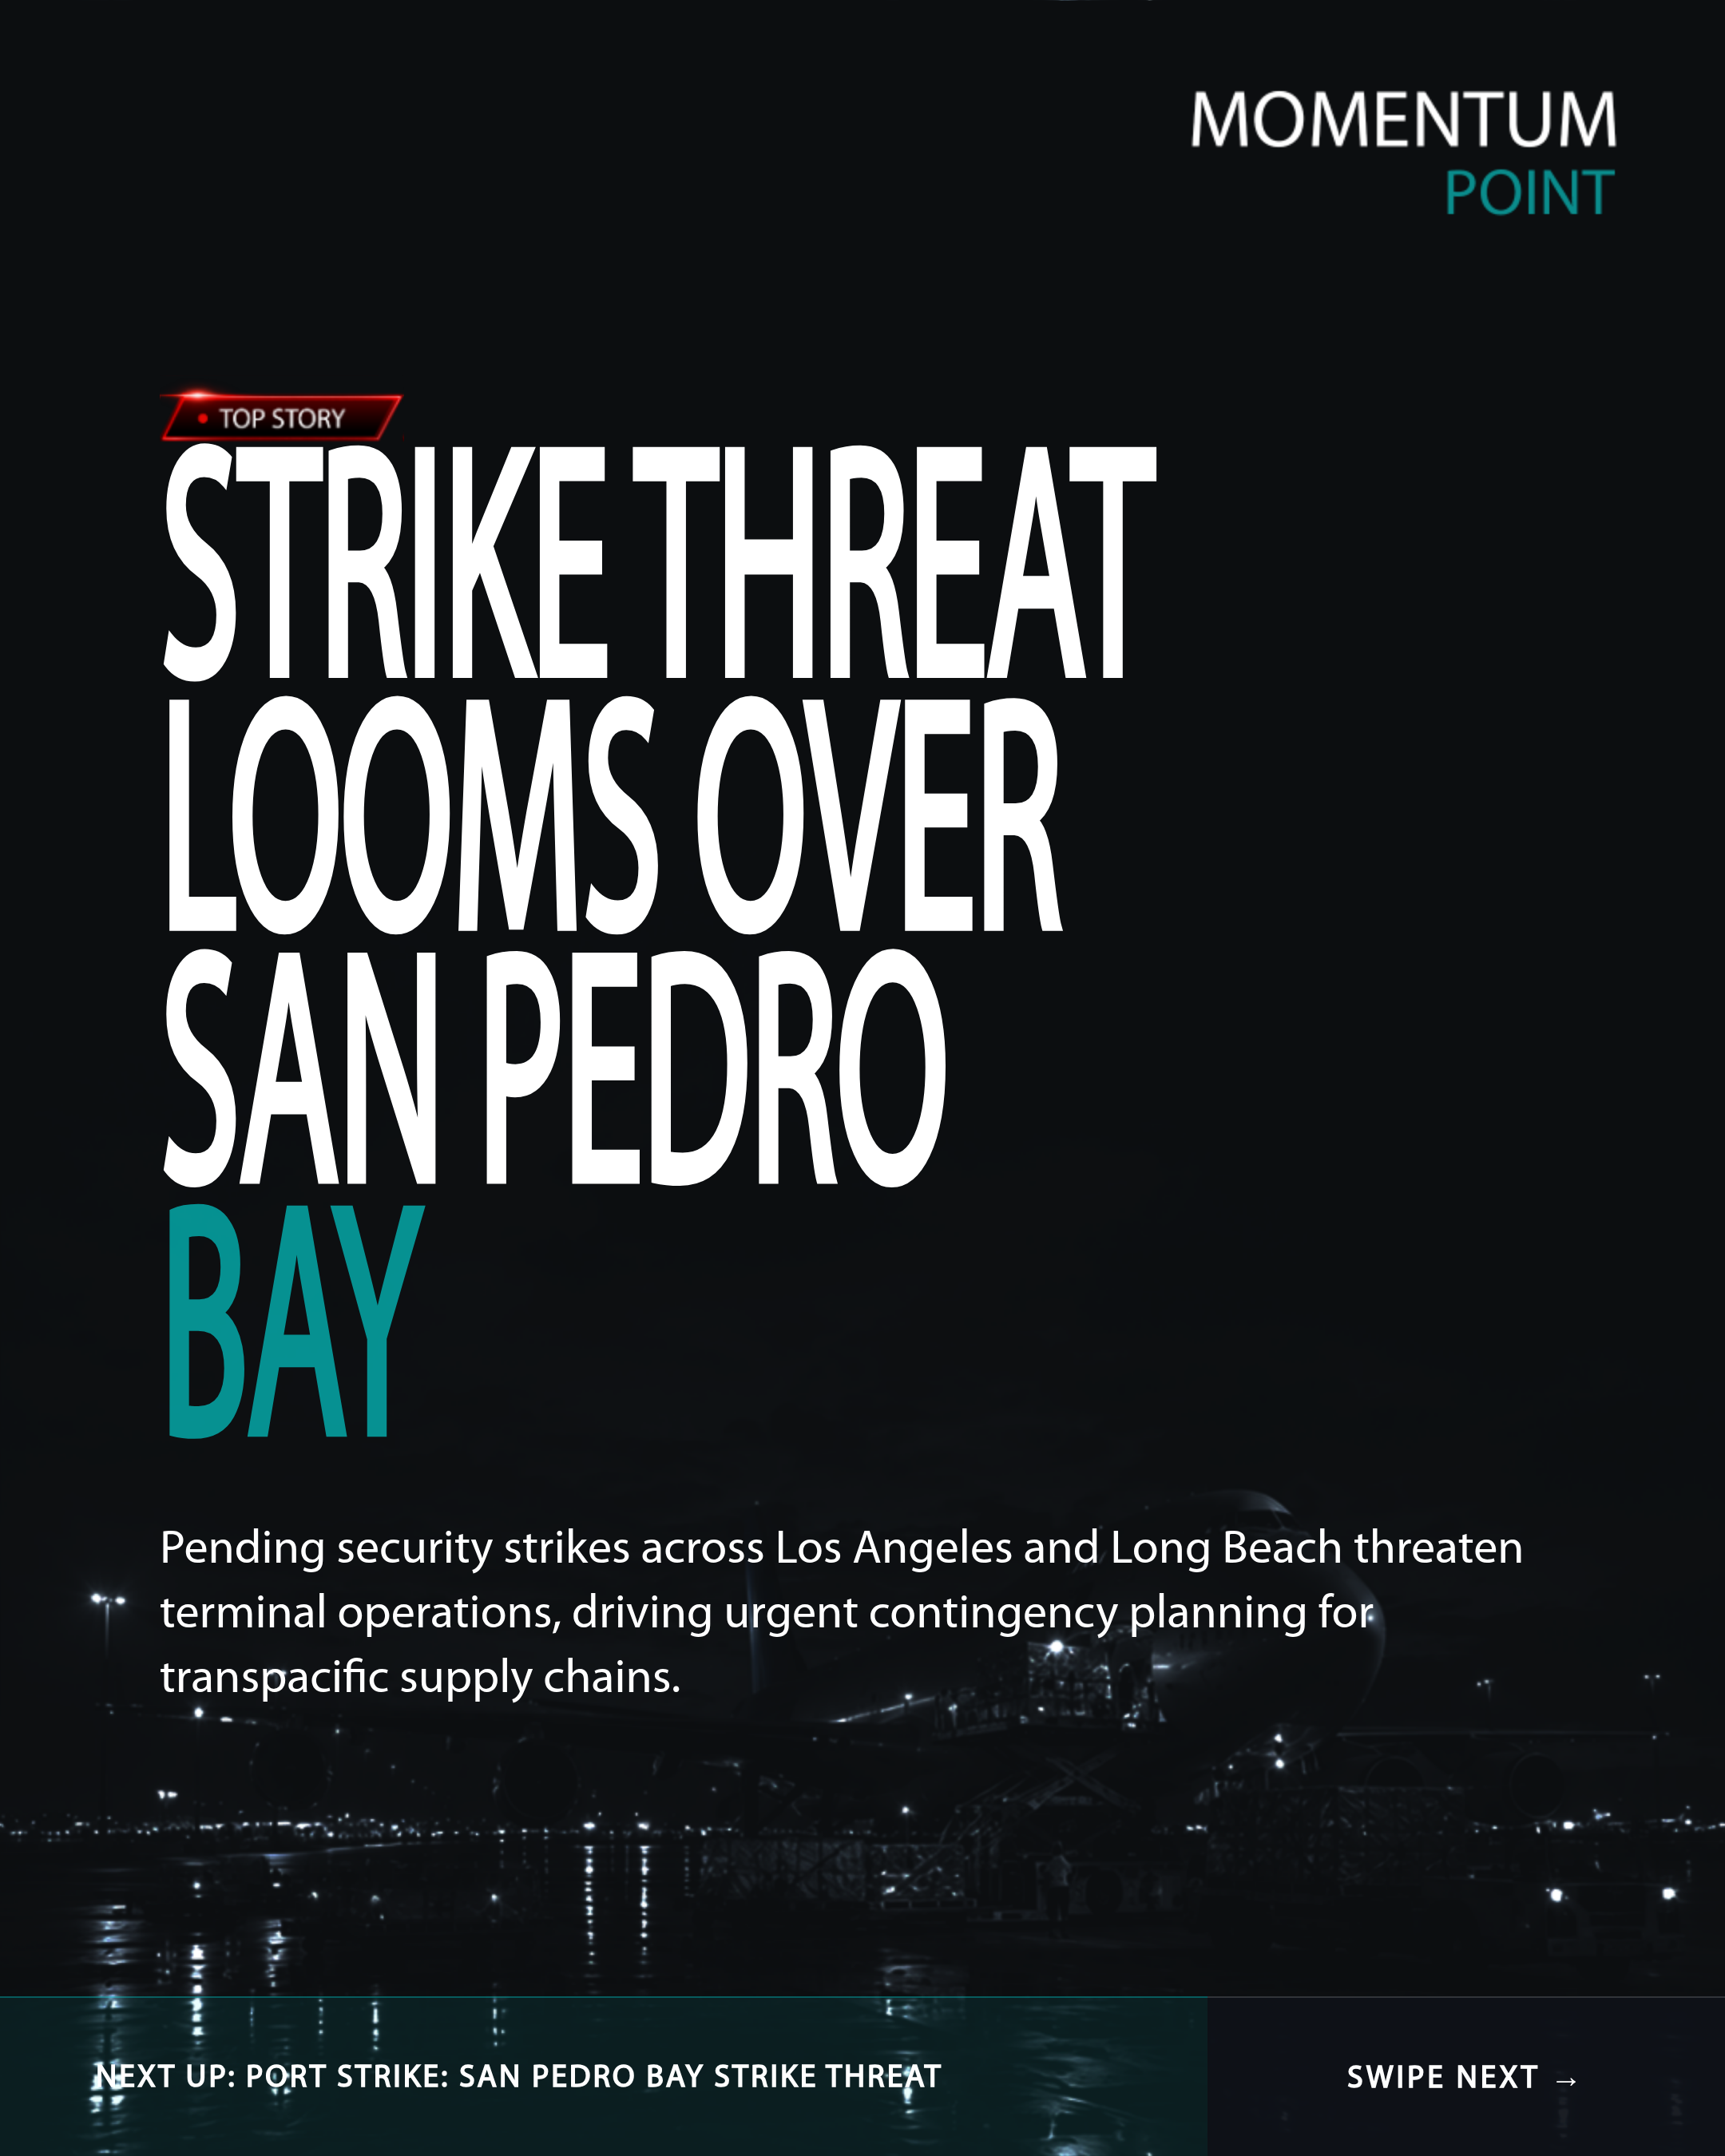 MOMENTUM
POINT
TOP STORY
STRIKE THREAT
LOOMS OVER
SAN PEDRO
BAY
Pending security strikes across Los Angeles and Long Beach threaten
terminal operations, driving urgent contingency planning for
transpacific supply chains.
NEXT UP: PORT STRIKE: SAN PEDRO BAY STRIKE THREAT
SWIPE NEXT →